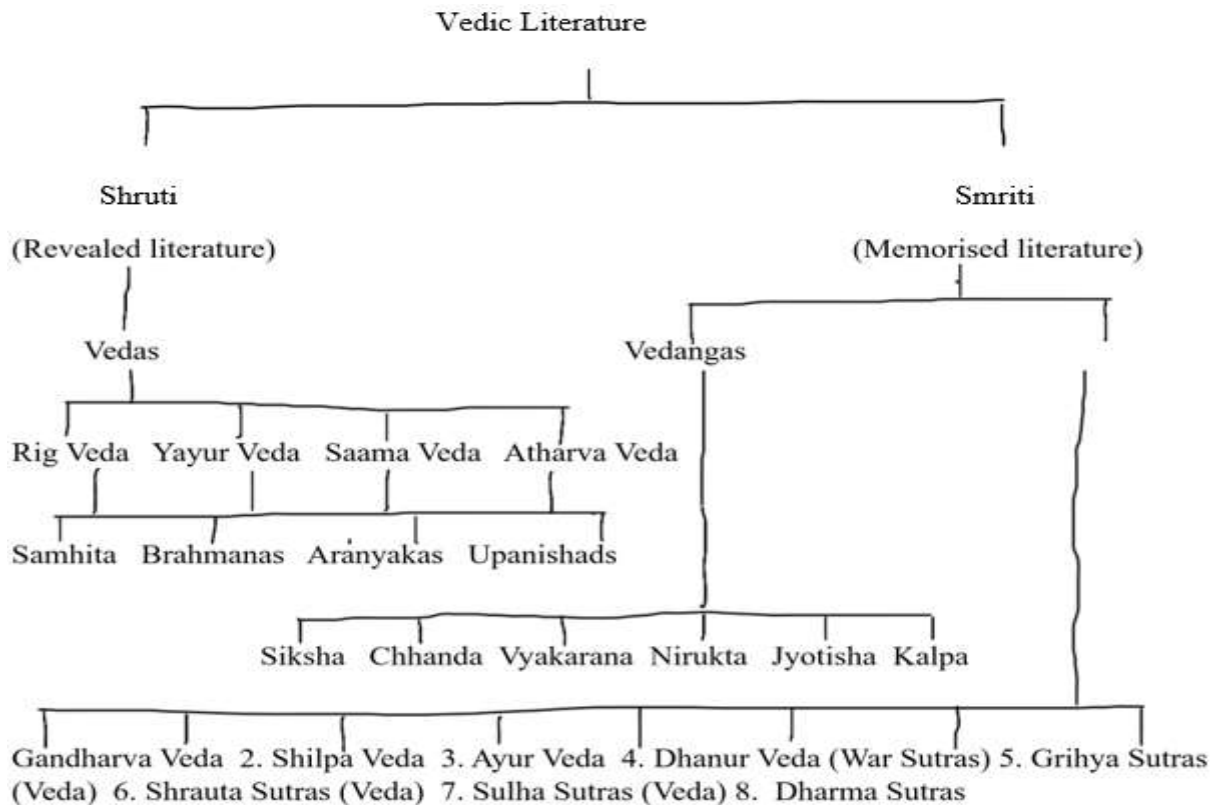 Vedic Literature
Shruti Smriti
(Revealed literature) (Memorised literature)
Vedas Vedangas
Rig Veda Yayur Veda Saama Veda Atharva Veda
Samhita Brahmanas Aranyakas Upanishads
Siksha Chhanda Vyakarana Nirukta Jyotisha Kalpa
Gandharva Veda 2. Shilpa Veda 3. Ayur Veda 4. Dhanur Veda (War Sutras) 5. Grihya Sutras
(Veda) 6. Shrauta Sutras (Veda) 7. Sulha Sutras (Veda) 8. Dharma Sutras